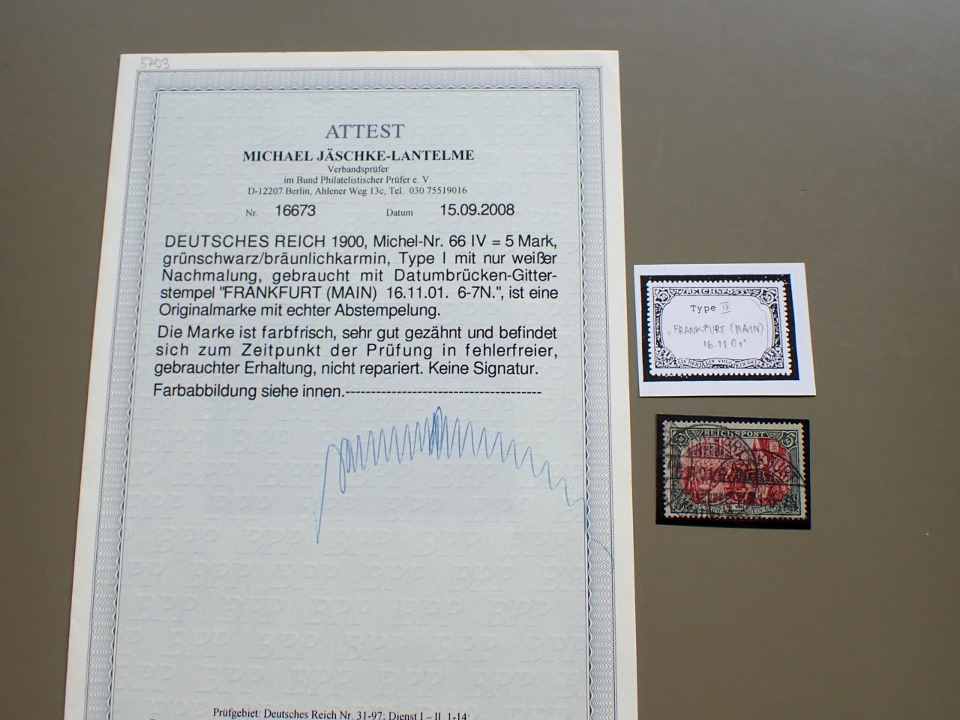 5703
ATTEST
MICHAEL JÄSCHKE-LANTELME
Verbandsprüfer
im Bund Philatelistischer Prüfer e. V
D-12207 Berlin, Ahlener Weg 13c, Tel. 030 75519016
Nr. 16673 Datum 15.09.2008
DEUTSCHES REICH 1900, Michel-Nr. 66 IV = 5 Mark,
grünschwarz/bräunlichkarmin, Type I mit nur weißer
Nachmalung, gebraucht mit Datumbrücken-Gitter-
stempel "FRANKFURT (MAIN) 16.11.01. 6-7N.", ist eine
Originalmarke mit echter Abstempelung.
Die Marke ist farbfrisch, sehr gut gezähnt und befindet
sich zum Zeitpunkt der Prüfung in fehlerfreier,
gebrauchter Erhaltung, nicht repariert. Keine Signatur.
Farbabbildung siehe innen.----------------------------------------
Prüfgebiet: Deutsches Reich Nr. 31-97, Dienst I – II, 1-14;
REICHSPOST
Type IV
"FRANKFURT (MAIN)
16.11 01"
REICHSPOST